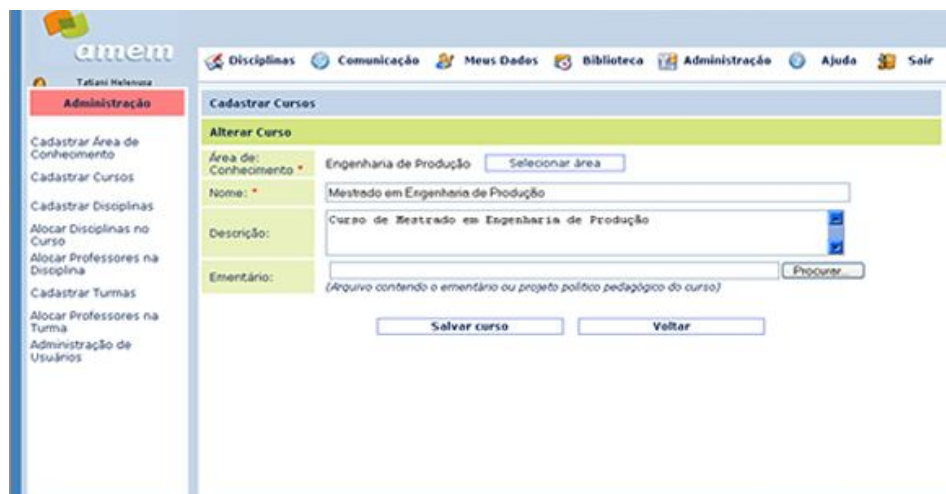 amem
Disciplinas Comunicação Meus Dados Biblioteca Administração Ajuda Sair
Tatiani Helenusa
Administração
Cadastrar Área de
Conhecimento
Cadastrar Cursos
Cadastrar Disciplinas
Alocar Disciplinas no
Curso
Alocar Professores na
Disciplina
Cadastrar Turmas
Alocar Professores na
Turma
Administração de
Usuários
Cadastrar Cursos
Alterar Curso
Área de:
Conhecimento *
Engenharia de Produção Selecionar área
Nome: * Mestrado em Engenharia de Produção
Descrição: Curso de Mestrado em Engenharia de Produção
Ementário: Procurar...
(Arquivo contendo o ementário ou projeto político pedagógico do curso)
Salvar curso Voltar